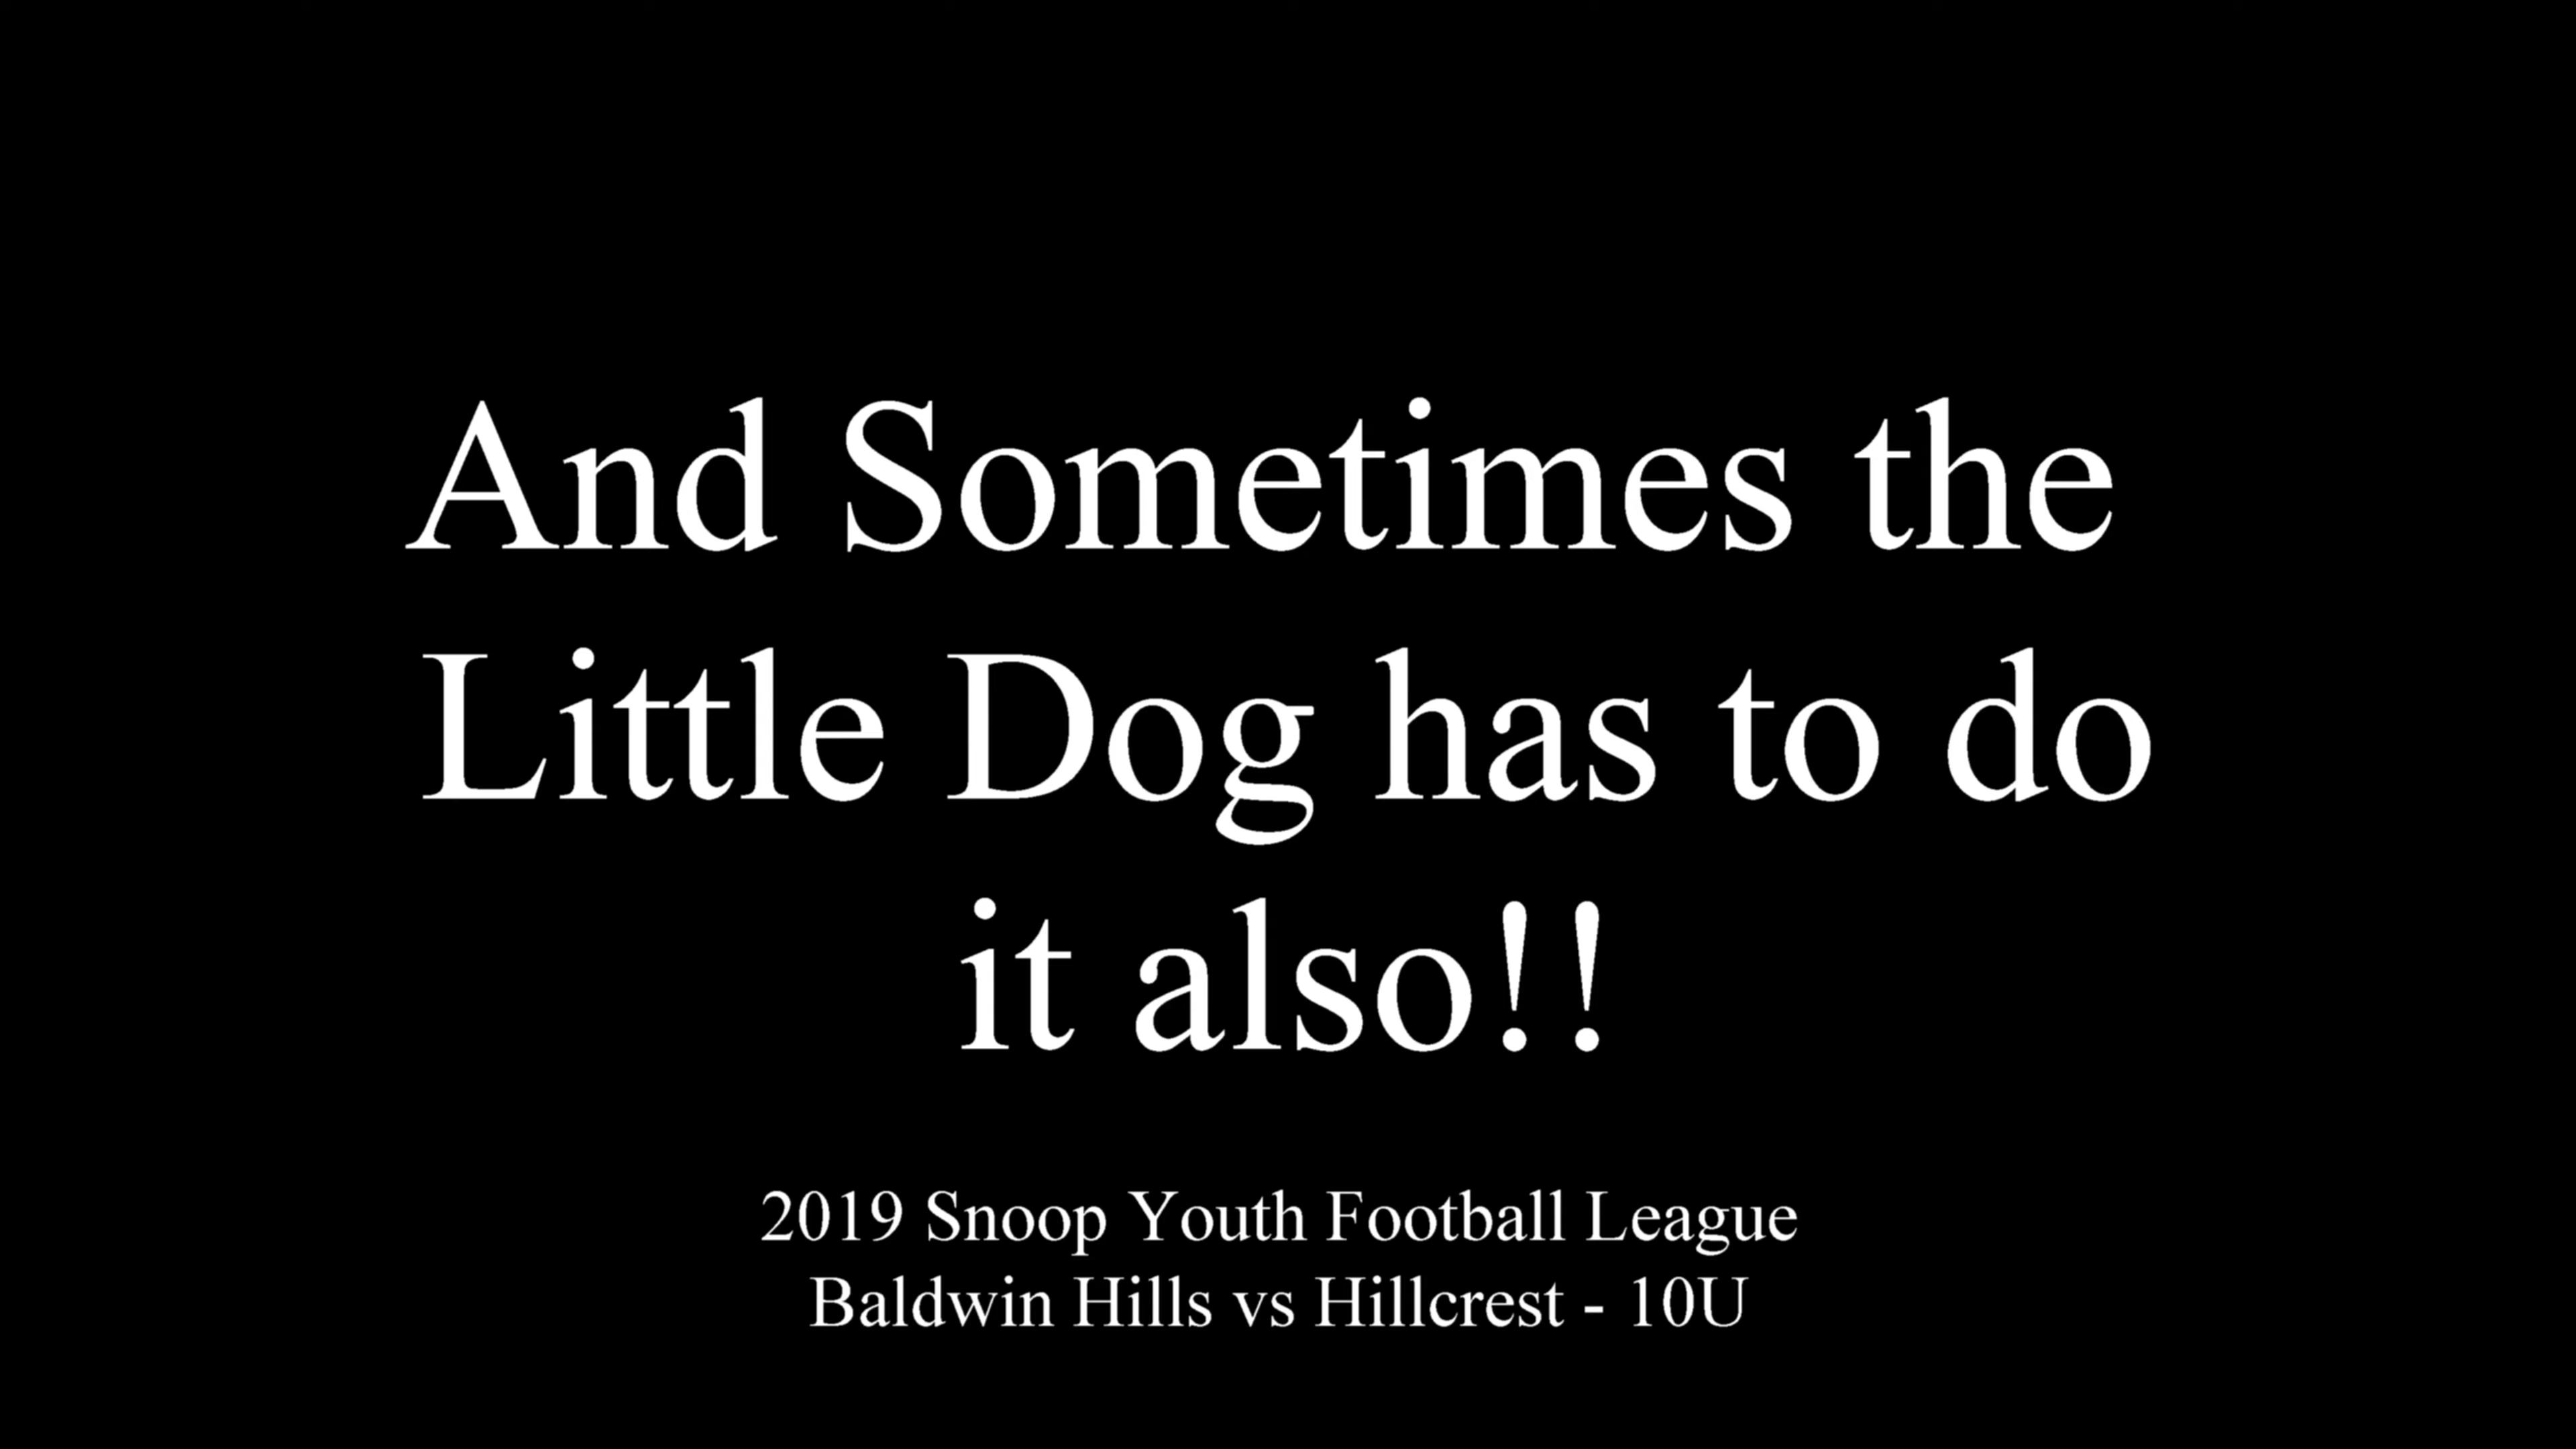 And Sometimes the
Little Dog has to do
it also!!
2019 Snoop Youth Football League
Baldwin Hills vs Hillcrest - 10U